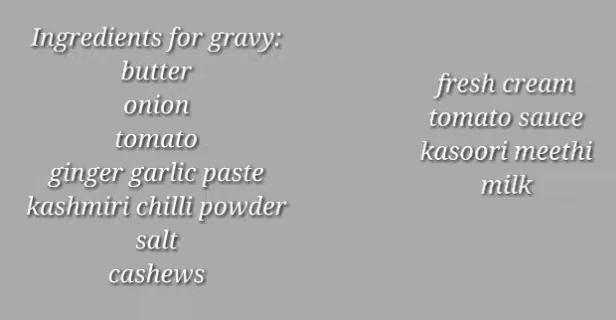 Ingredients for gravy:
butter
onion
tomato
ginger garlic paste
kashmiri chilli powder
salt
cashews
fresh cream
tomato sauce
kasoori meethi
milk